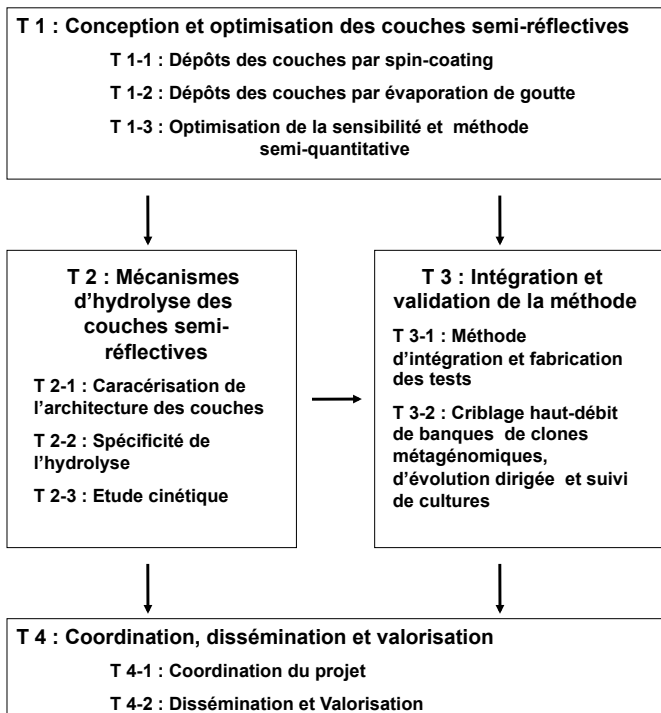 T 1 : Conception et optimisation des couches semi-réflectives
T 1-1 : Dépôts des couches par spin-coating
T 1-2 : Dépôts des couches par évaporation de goutte
T 1-3 : Optimisation de la sensibilité et méthode
semi-quantitative
T 2 : Mécanismes
d’hydrolyse des
couches semi-
réflectives
T 2-1 : Caracérisation de
l’architecture des couches
T 2-2 : Spécificité de
l’hydrolyse
T 2-3 : Etude cinétique
T 3 : Intégration et
validation de la méthode
T 3-1 : Méthode
d’intégration et fabrication
des tests
T 3-2 : Criblage haut-débit
de banques de clones
métagénomiques,
d’évolution dirigée et suivi
de cultures
T 4 : Coordination, dissémination et valorisation
T 4-1 : Coordination du projet
T 4-2 : Dissémination et Valorisation